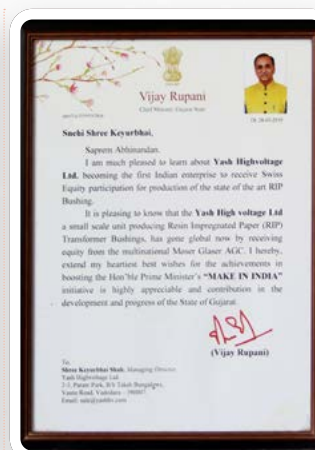 Vijay Rupani
Chief Minister, Gujarat State
Snehi Shree Keyurbhai,
Saprem Abhinandan.
I am much pleased to learn about Yash Highvoltage
Ltd. becoming the first Indian enterprise to receive Swiss
Equity participation for production of the state of the art RIP
Bushing.
It is pleasing to know that the Yash High voltage Ltd
a small scale unit producing Resin Impregnated Paper (RIP)
Transformer Bushings, has gone global now by receiving
equity from the multinational Moser Glaser AGC. I hereby,
extend my heartiest best wishes for the achievements in
boosting the Hon'ble Prime Minister's "MAKE IN INDIA"
initiative is highly appreciable and contribution in the
development and progress of the State of Gujarat.
(Vijay Rupani)
To,
Shree Keyurbhai Shah, Managing Director,
Yash Highvoltage Ltd
Vasna Road, Vadodara